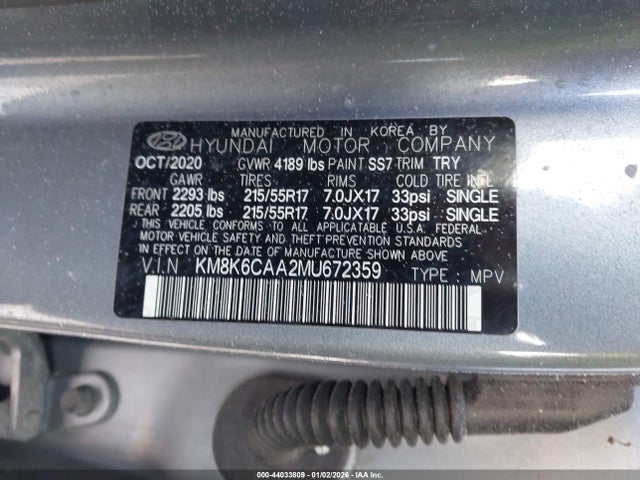 MANUFACTURED IN KOREA BY
HYUNDAI MOTOR COMPANY
OCT/2020 GVWR 4189 lbs PAINT SS7 TRIM TRY
GAWR TIRES RIMS COLD TIRE INFL
FRONT 2293 lbs 215/55R17 7.0JX17 33psi SINGLE
REAR 2205 lbs 215/55R17 7.0JX17 33psi SINGLE
THIS VEHICLE CONFORMS TO ALL APPLICABLE U.S.A. FEDERAL
MOTOR VEHICLE SAFETY AND THEFT PREVENTION STANDARDS
IN EFFECT ON THE DATE OF MANUFACTURE SHOWN ABOVE.
V.I.N KM8K6CAA2MU672359 TYPE : MPV
000-44033809 01/02/2026 ...IAA Inc.